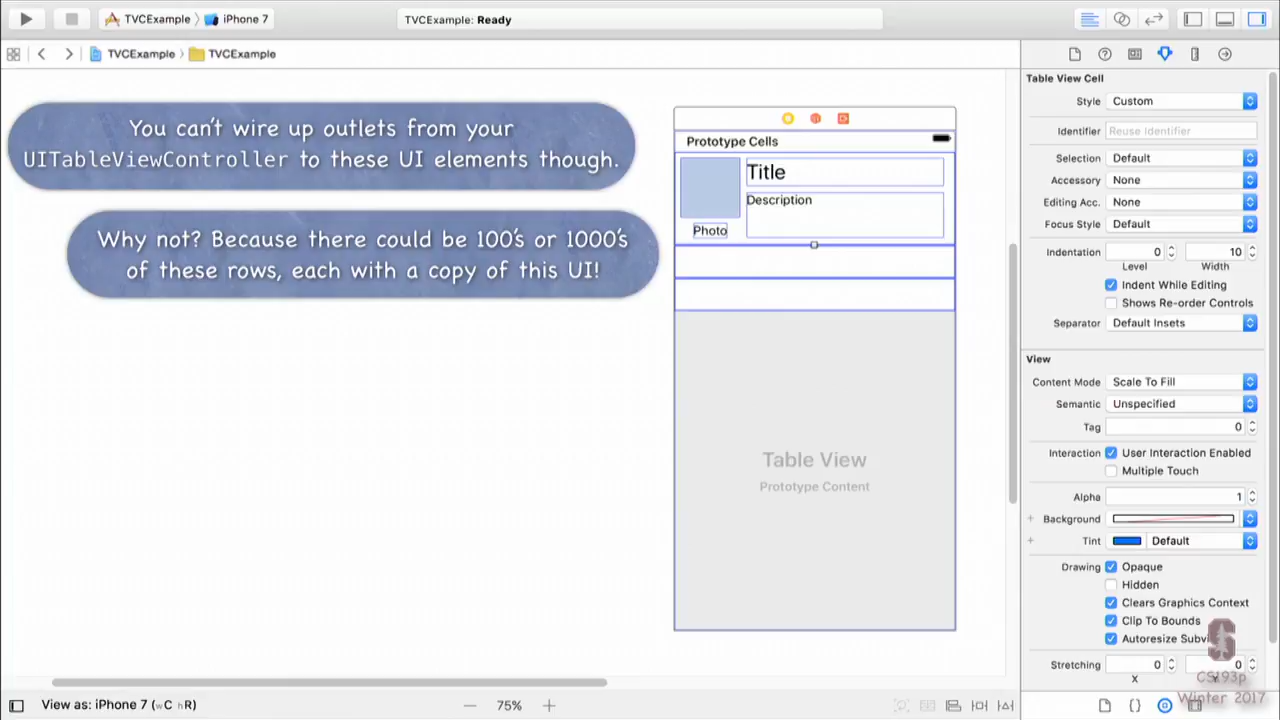 TVCExample
iPhone 7
TVCExample: Ready
TVCExample
TVCExample
You can't wire up outlets from your
UITableViewController to these UI elements though.
Why not? Because there could be 100's or 1000's
of these rows, each with a copy of this UI!
Prototype Cells
Title
Description
Photo
Table View
Prototype Content
Table View Cell
Style Custom
Identifier Reuse Identifier
Selection Default
Accessory None
Editing Acc. None
Focus Style Default
Indentation 0 10
Level Width
Indent While Editing
Shows Re-order Controls
Separator Default Insets
View
Content Mode Scale To Fill
Semantic Unspecified
Tag 0
Interaction User Interaction Enabled
Multiple Touch
Alpha 1
Background
Tint Default
Drawing Opaque
Hidden
Clears Graphics Context
Clip To Bounds
Autoresize
Stretching 0 0
X Y
CS193p
Winter 2017
View as: iPhone 7 (wC hR)
75%